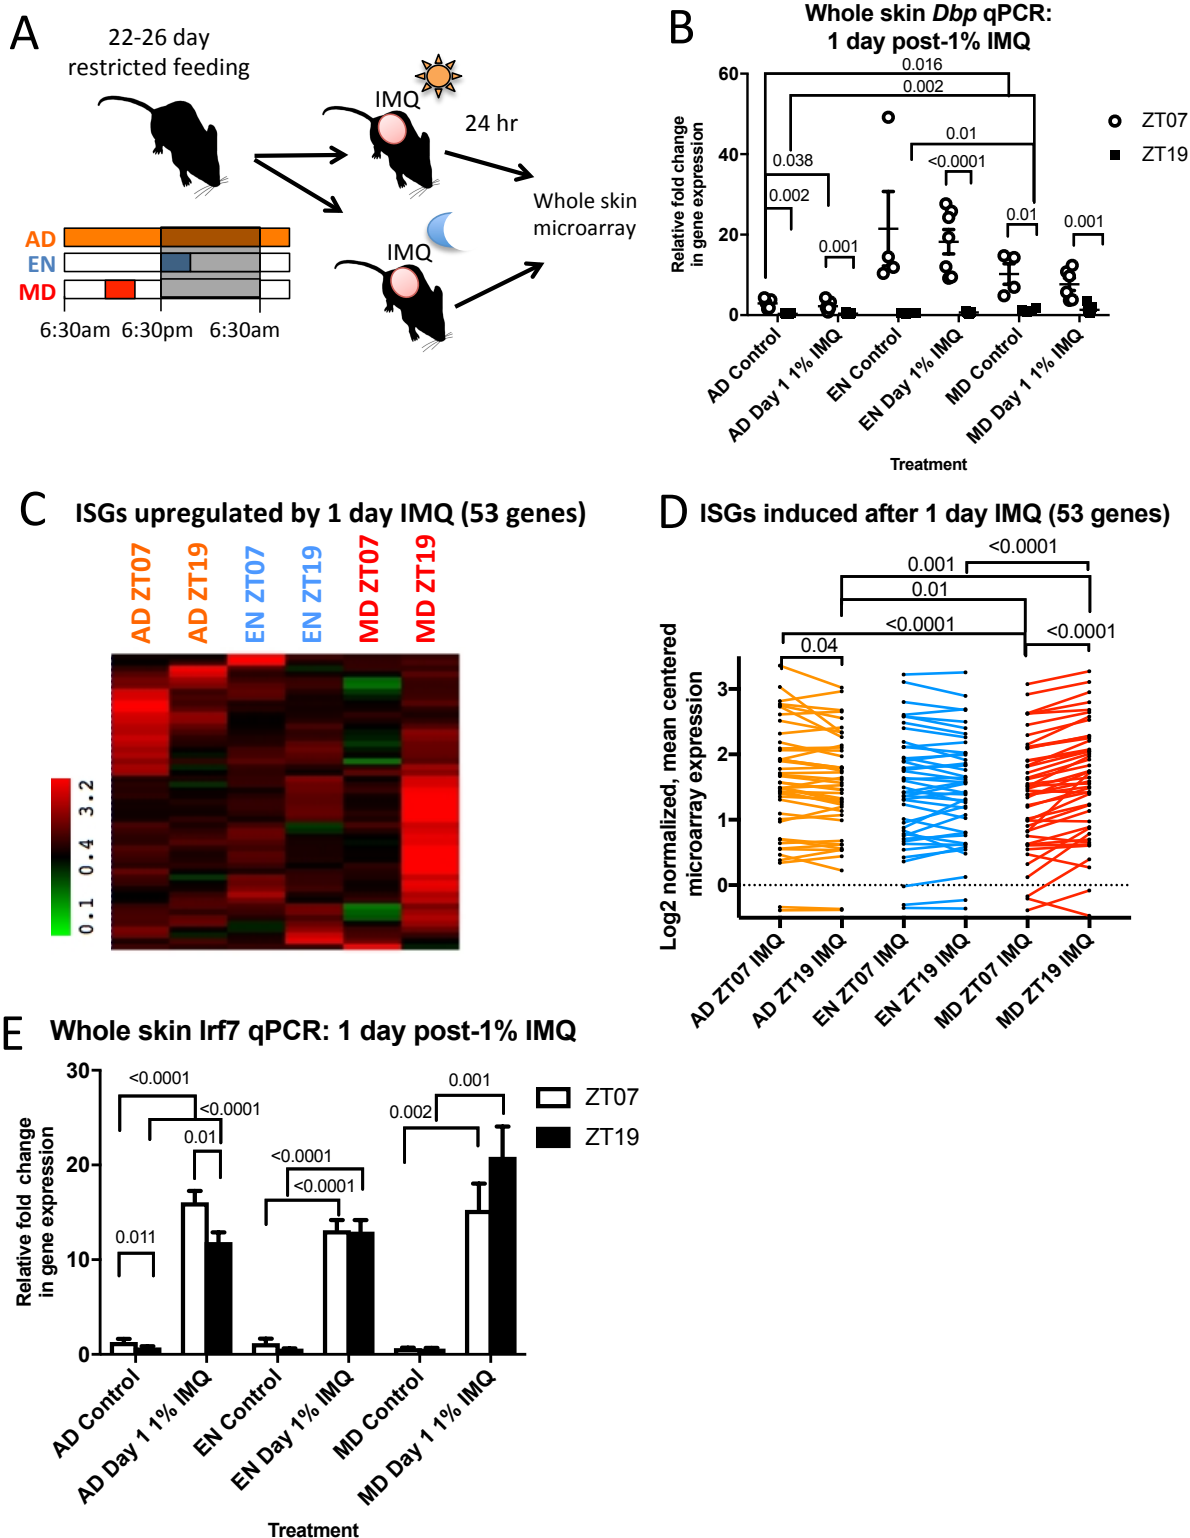 A
22-26 day
restricted feeding
IMQ
24 hr
Whole skin
microarray
IMQ
AD
EN
MD
6:30am 6:30pm 6:30am
B
Whole skin Dbp qPCR:
1 day post-1% IMQ
Relative fold change
in gene expression
60
40
20
0
0.016
0.002
0.01
<0.0001
0.038
0.002
0.001
0.01
0.001
ZT07
ZT19
AD Control
AD Day 1 1% IMQ
EN Control
EN Day 1% IMQ
MD Control
MD Day 1 1% IMQ
Treatment
C
ISGs upregulated by 1 day IMQ (53 genes)
AD ZT07
AD ZT19
EN ZT07
EN ZT19
MD ZT07
MD ZT19
3.2
0.4
0.1
D
ISGs induced after 1 day IMQ (53 genes)
<0.0001
0.001
0.01
<0.0001
<0.0001
0.04
Log2 normalized, mean centered
microarray expression
3
2
1
0
AD ZT07 IMQ
AD ZT19 IMQ
EN ZT07 IMQ
EN ZT19 IMQ
MD ZT07 IMQ
MD ZT19 IMQ
E
Whole skin Irf7 qPCR: 1 day post-1% IMQ
Relative fold change
in gene expression
30
20
10
0
<0.0001
<0.0001
0.01
0.011
<0.0001
<0.0001
0.001
0.002
ZT07
ZT19
AD Control
AD Day 1 1% IMQ
EN Control
EN Day 1% IMQ
MD Control
MD Day 1 1% IMQ
Treatment